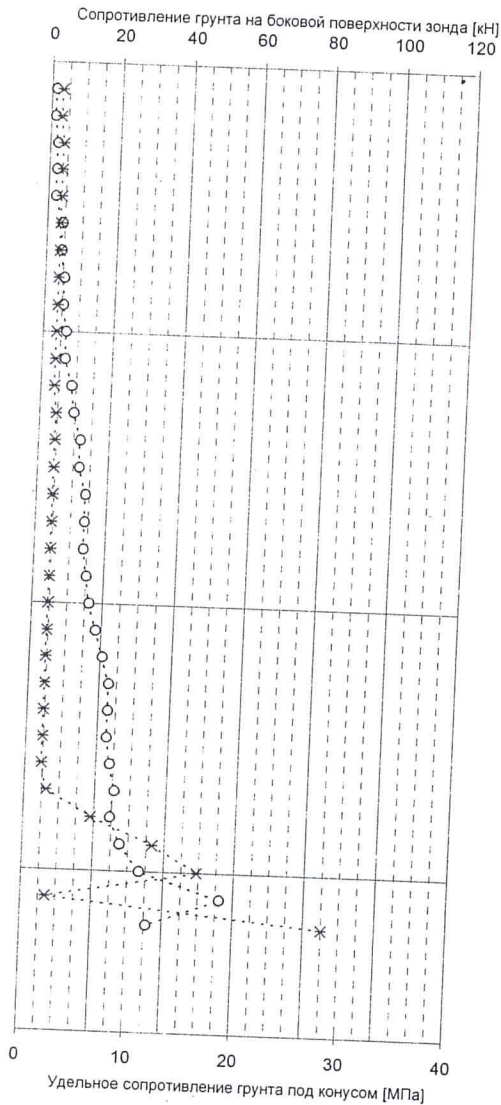 Сопротивление грунта на боковой поверхности зонда [кН]
0 20 40 60 80 100 120
0 10 20 30 40
Удельное сопротивление грунта под конусом [МПа]